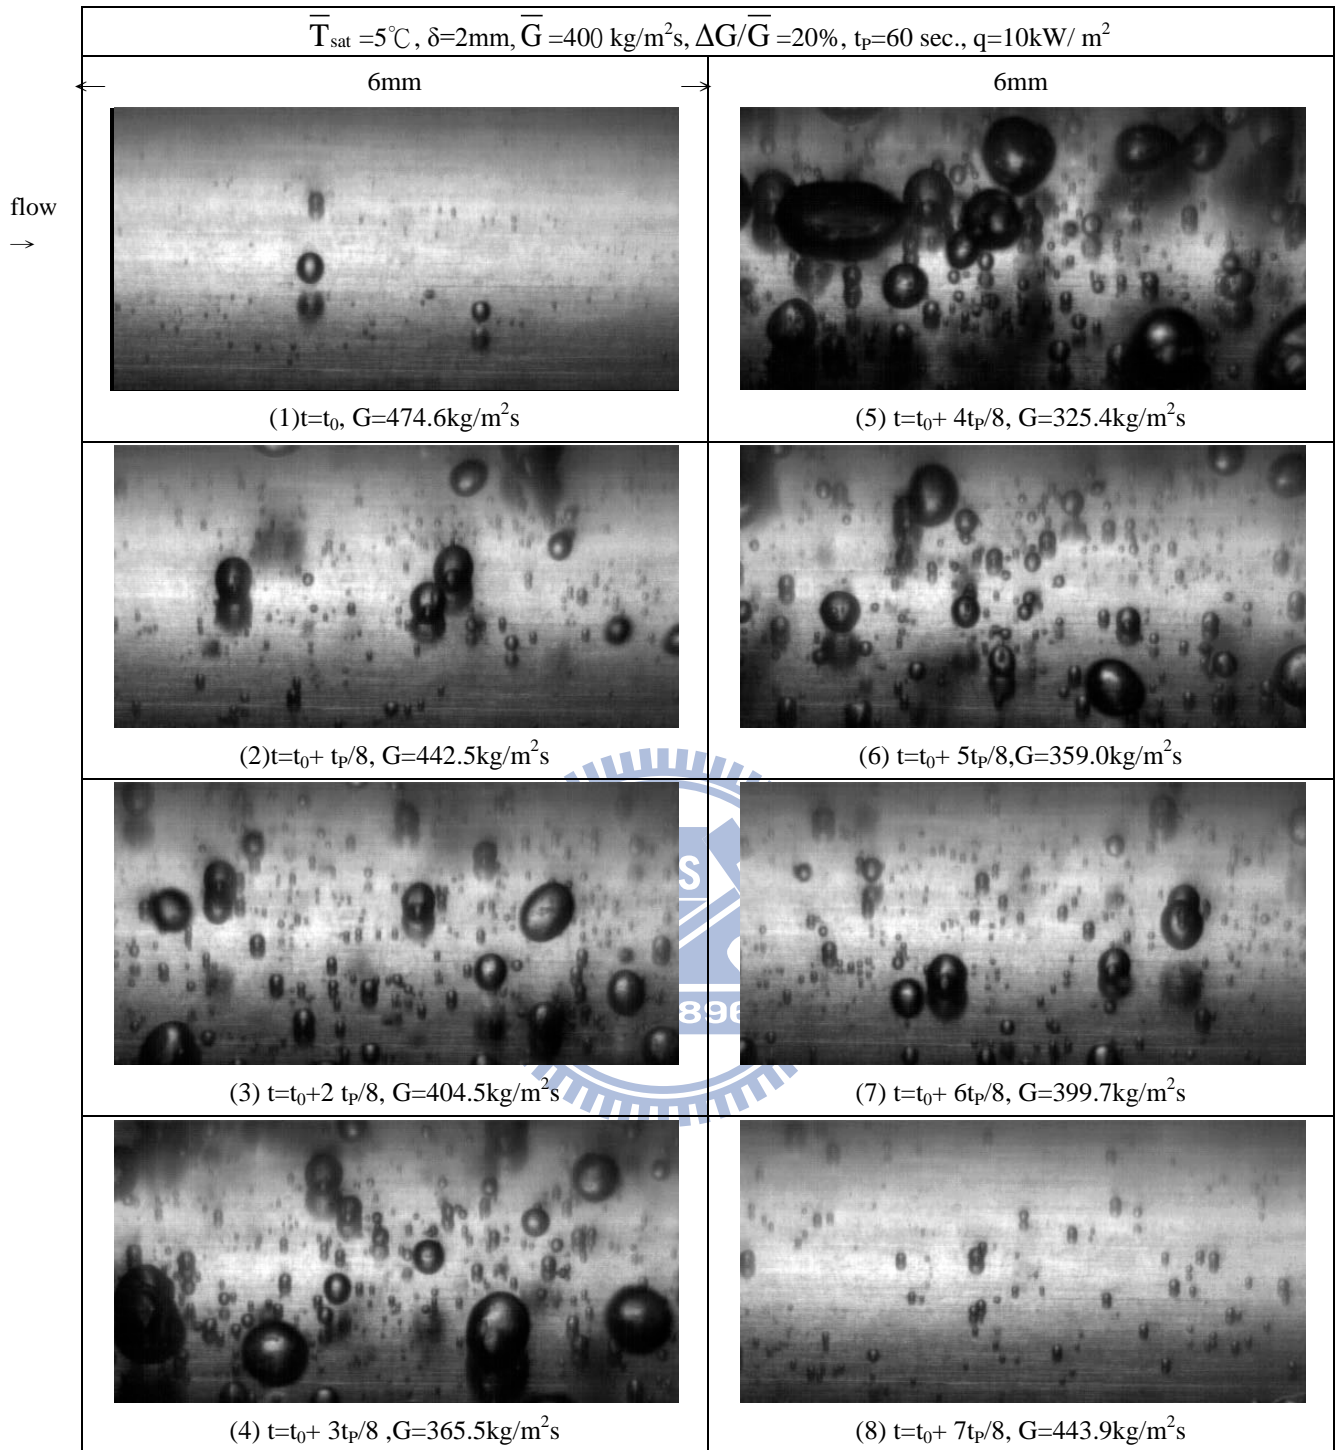 T̅sat =5℃, δ=2mm, G̅ =400 kg/m²s, ΔG/G̅ =20%, tP=60 sec., q=10kW/ m²
← 6mm → 6mm
flow
→
(1)t=t₀, G=474.6kg/m²s
(5) t=t₀+ 4tP/8, G=325.4kg/m²s
(2)t=t₀+ tP/8, G=442.5kg/m²s
(6) t=t₀+ 5tP/8,G=359.0kg/m²s
S
896
(3) t=t₀+2 tP/8, G=404.5kg/m²s
(7) t=t₀+ 6tP/8, G=399.7kg/m²s
(4) t=t₀+ 3tP/8 ,G=365.5kg/m²s
(8) t=t₀+ 7tP/8, G=443.9kg/m²s